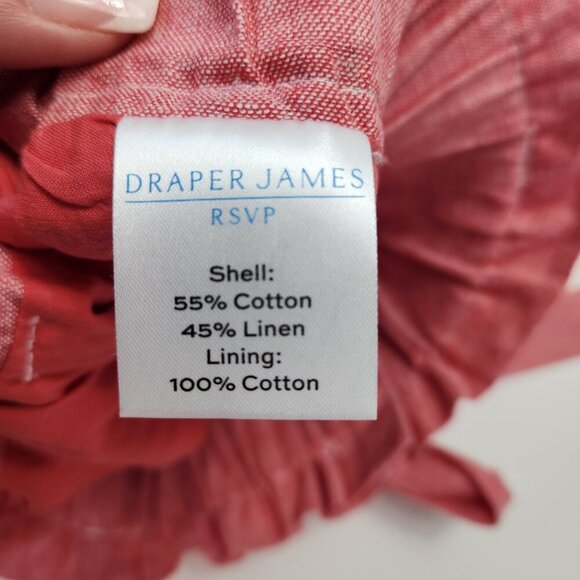 DRAPER JAMES
RSVP
Shell:
55% Cotton
45% Linen
Lining:
100% Cotton